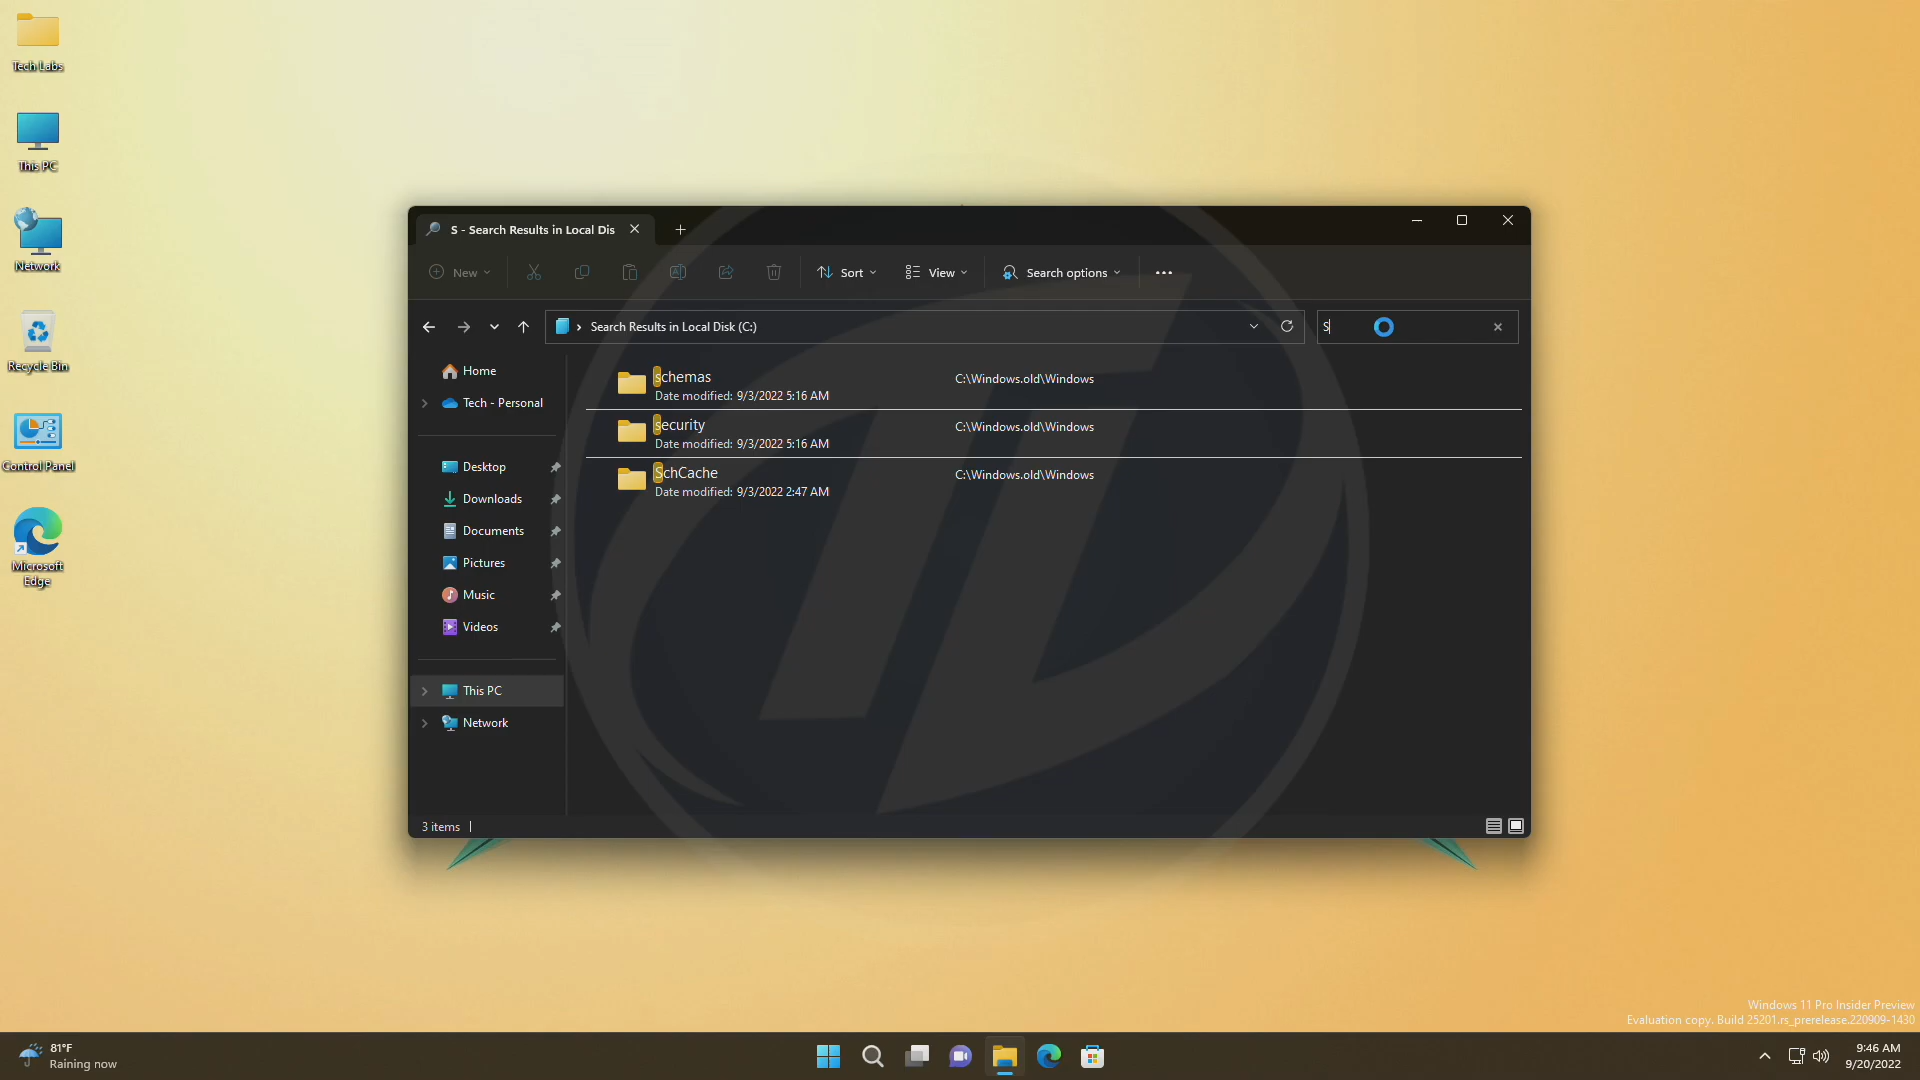 Tech Labs
This PC
Network
Recycle Bin
Control Panel
Microsoft
Edge
S - Search Results in Local Dis
New
Sort
View
Search options
Search Results in Local Disk (C:)
S
Home
Tech - Personal
Desktop
Downloads
Documents
Pictures
Music
Videos
This PC
Network
schemas
C:\Windows.old\Windows
Date modified: 9/3/2022 5:16 AM
security
C:\Windows.old\Windows
Date modified: 9/3/2022 5:16 AM
SchCache
C:\Windows.old\Windows
Date modified: 9/3/2022 2:47 AM
3 items
Windows 11 Pro Insider Preview
Evaluation copy. Build 25201.rs_prerelease.220909-1430
81°F
Raining now
9:46 AM
9/20/2022